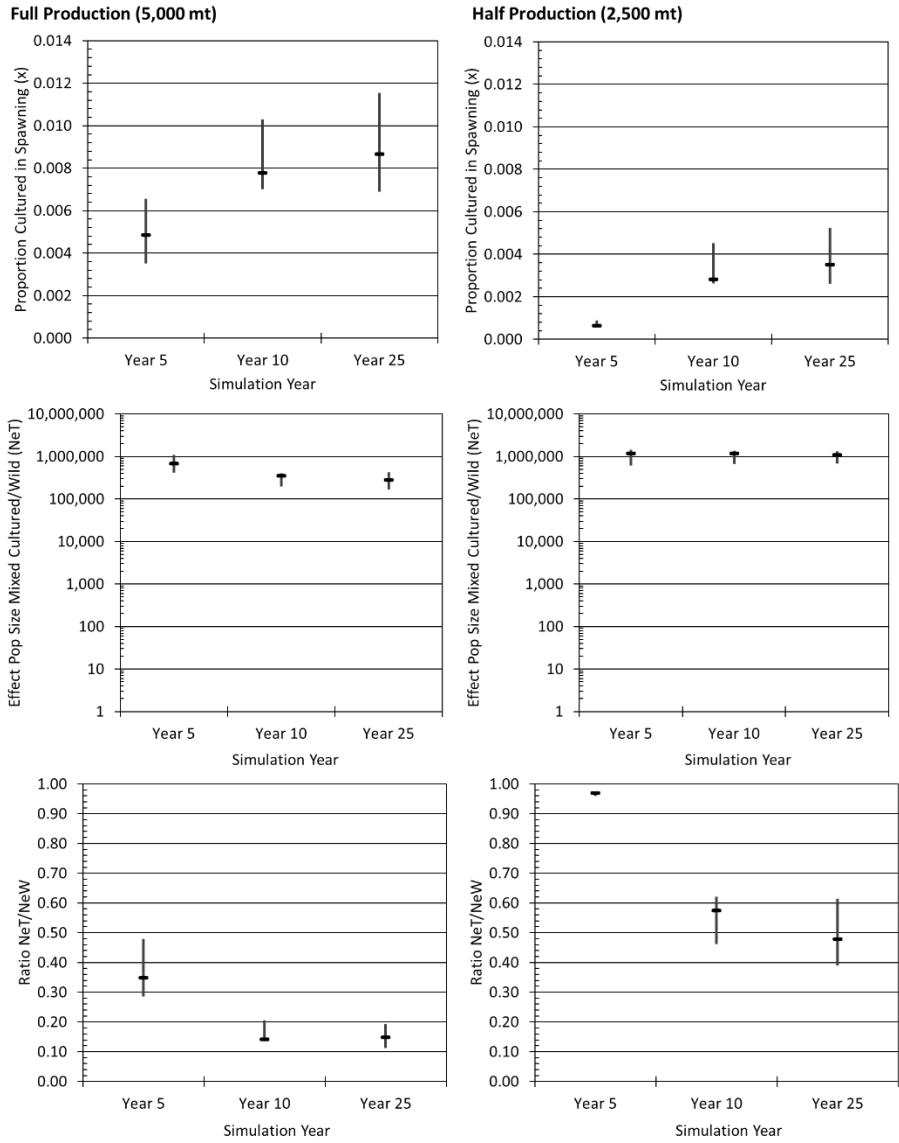 Full Production (5,000 mt)
Half Production (2,500 mt)
Proportion Cultured in Spawning (x)
0.014
0.012
0.010
0.008
0.006
0.004
0.002
0.000
Year 5 Year 10 Year 25
Simulation Year
Proportion Cultured in Spawning (x)
0.014
0.012
0.010
0.008
0.006
0.004
0.002
0.000
Year 5 Year 10 Year 25
Simulation Year
Effect Pop Size Mixed Cultured/Wild (NeT)
10,000,000
1,000,000
100,000
10,000
1,000
100
10
1
Year 5 Year 10 Year 25
Simulation Year
Effect Pop Size Mixed Cultured/Wild (NeT)
10,000,000
1,000,000
100,000
10,000
1,000
100
10
1
Year 5 Year 10 Year 25
Simulation Year
Ratio NeT/NeW
1.00
0.90
0.80
0.70
0.60
0.50
0.40
0.30
0.20
0.10
0.00
Year 5 Year 10 Year 25
Simulation Year
Ratio NeT/NeW
1.00
0.90
0.80
0.70
0.60
0.50
0.40
0.30
0.20
0.10
0.00
Year 5 Year 10 Year 25
Simulation Year